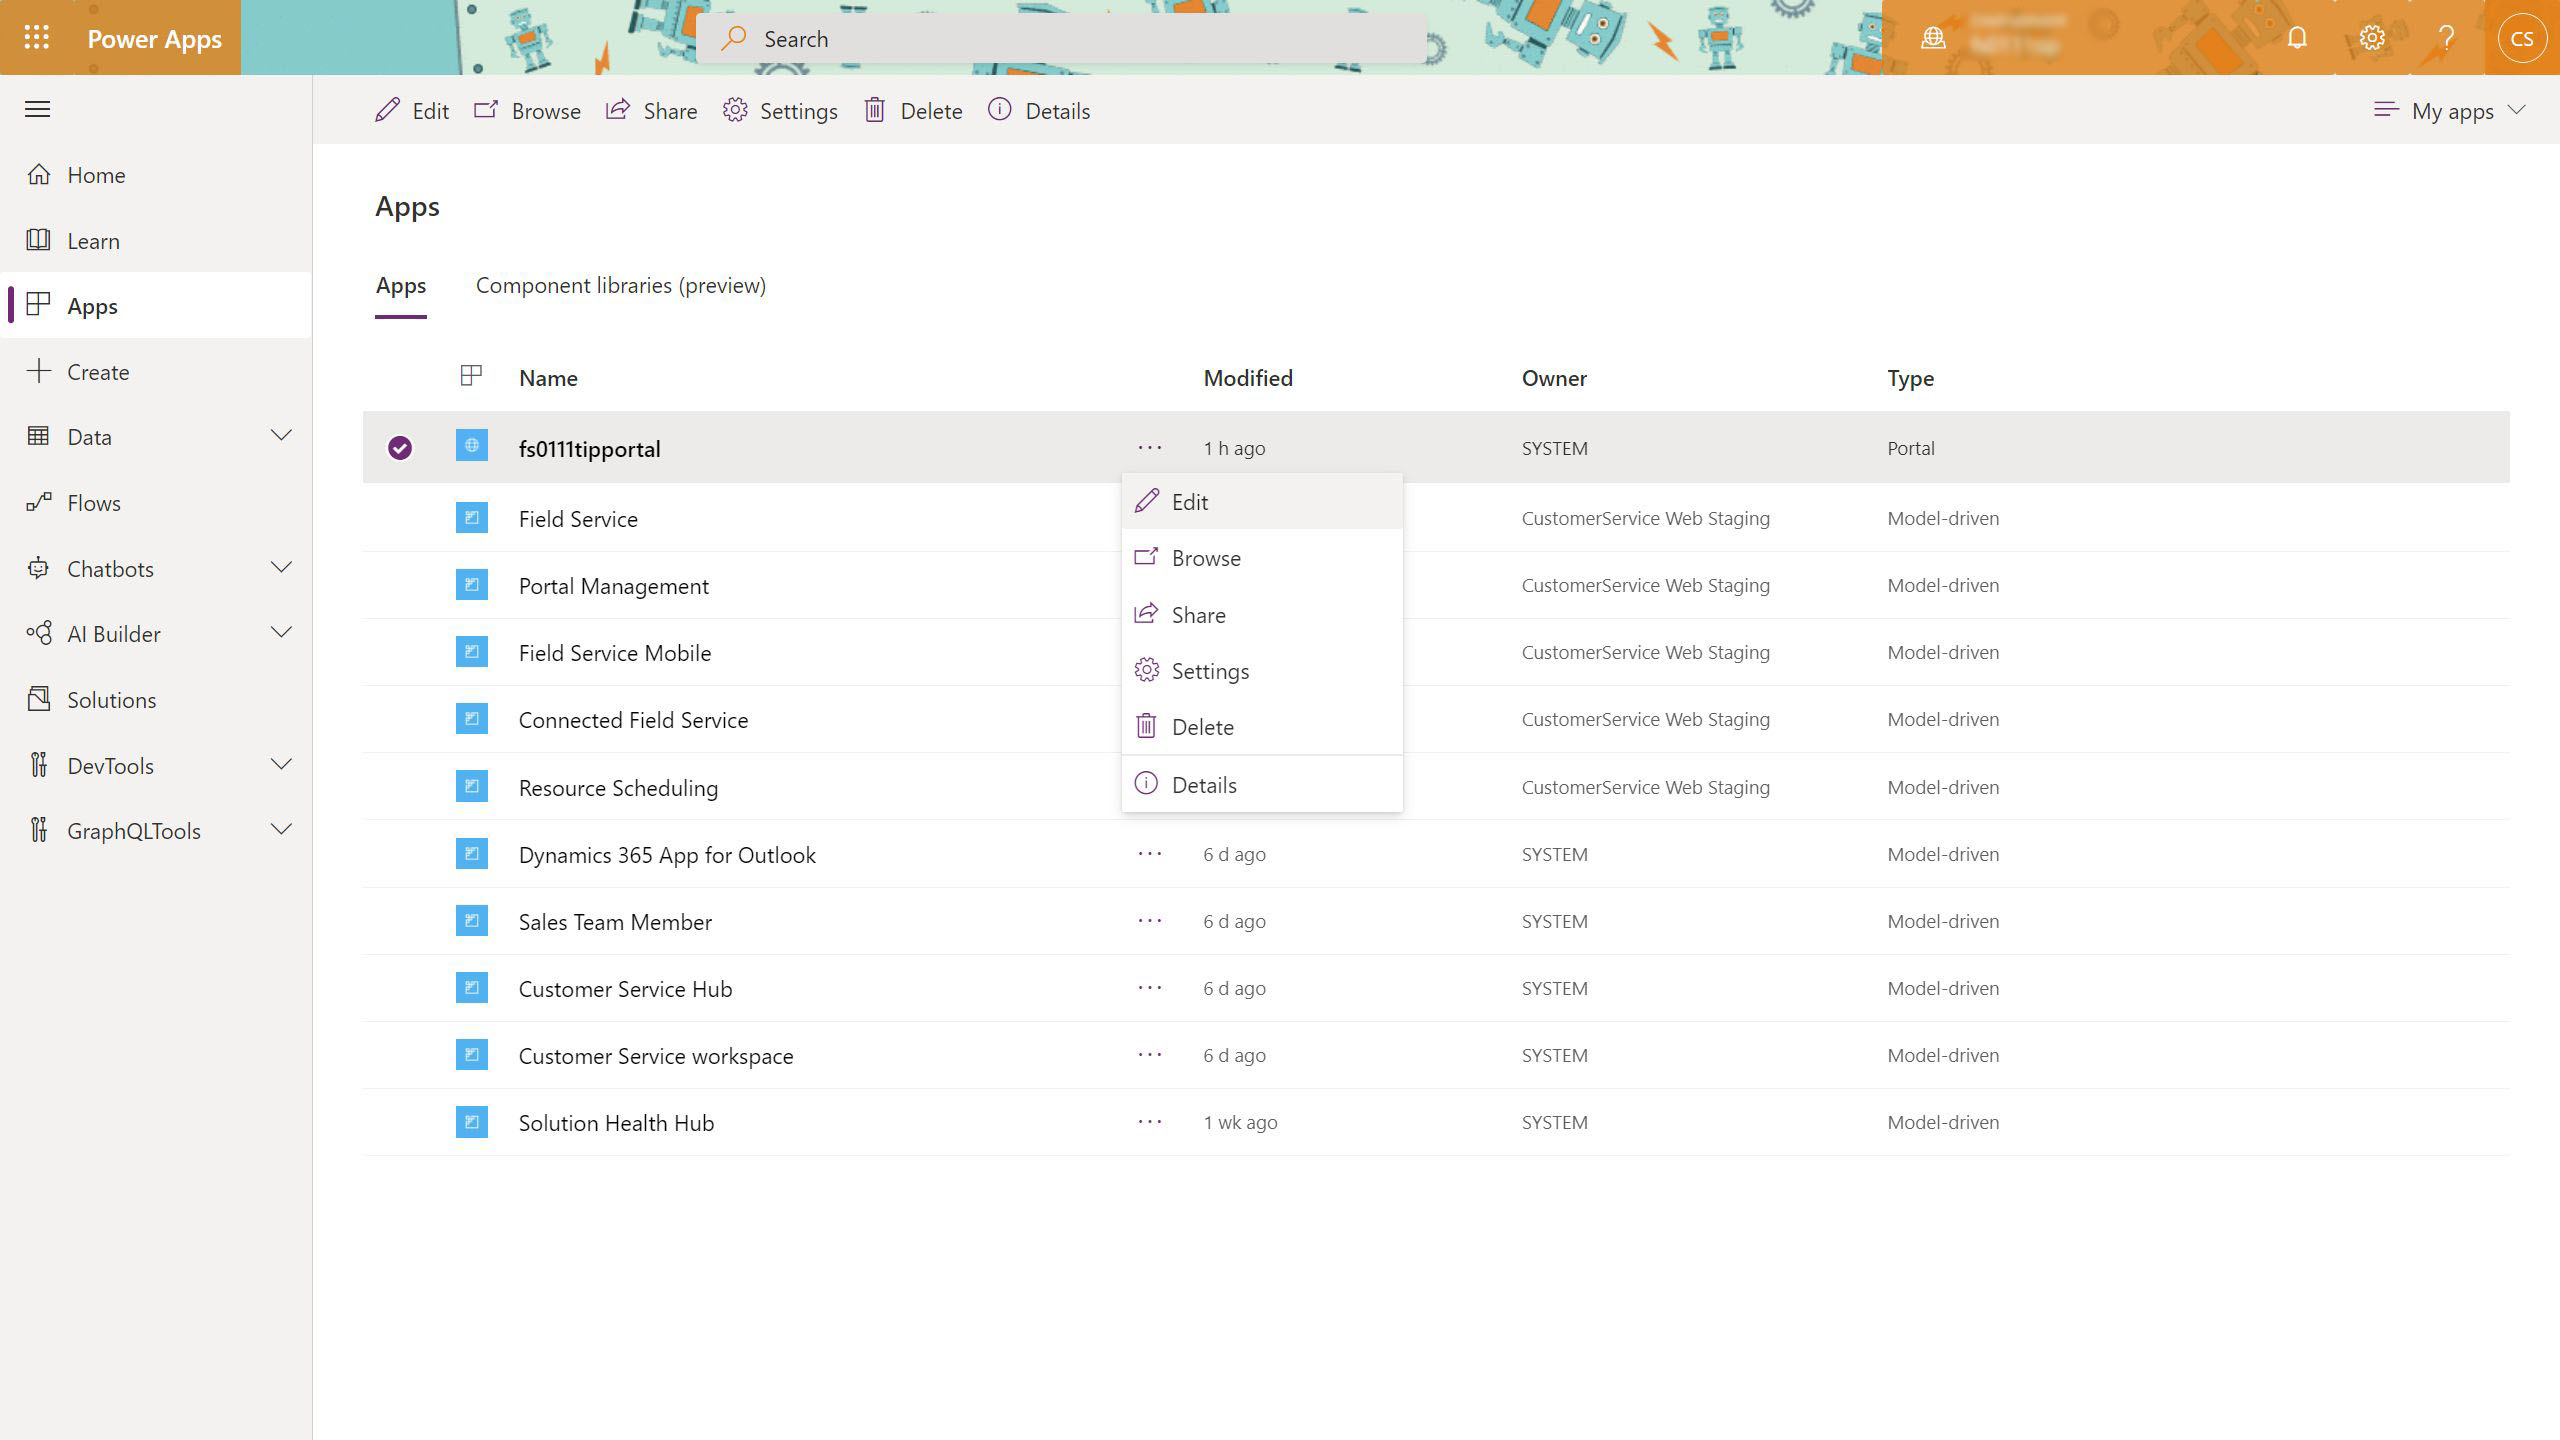 Power Apps
Search
CS
Edit Browse Share Settings Delete Details My apps
Home
Learn
Apps
Create
Data
Flows
Chatbots
AI Builder
Solutions
DevTools
GraphQLTools
Apps
Apps Component libraries (preview)
Name Modified Owner Type
fs0111tipportal ··· 1 h ago SYSTEM Portal
Edit
Field Service CustomerService Web Staging Model-driven
Browse
Portal Management CustomerService Web Staging Model-driven
Share
Field Service Mobile CustomerService Web Staging Model-driven
Settings
Connected Field Service CustomerService Web Staging Model-driven
Delete
Resource Scheduling CustomerService Web Staging Model-driven
Details
Dynamics 365 App for Outlook ··· 6 d ago SYSTEM Model-driven
Sales Team Member ··· 6 d ago SYSTEM Model-driven
Customer Service Hub ··· 6 d ago SYSTEM Model-driven
Customer Service workspace ··· 6 d ago SYSTEM Model-driven
Solution Health Hub ··· 1 wk ago SYSTEM Model-driven